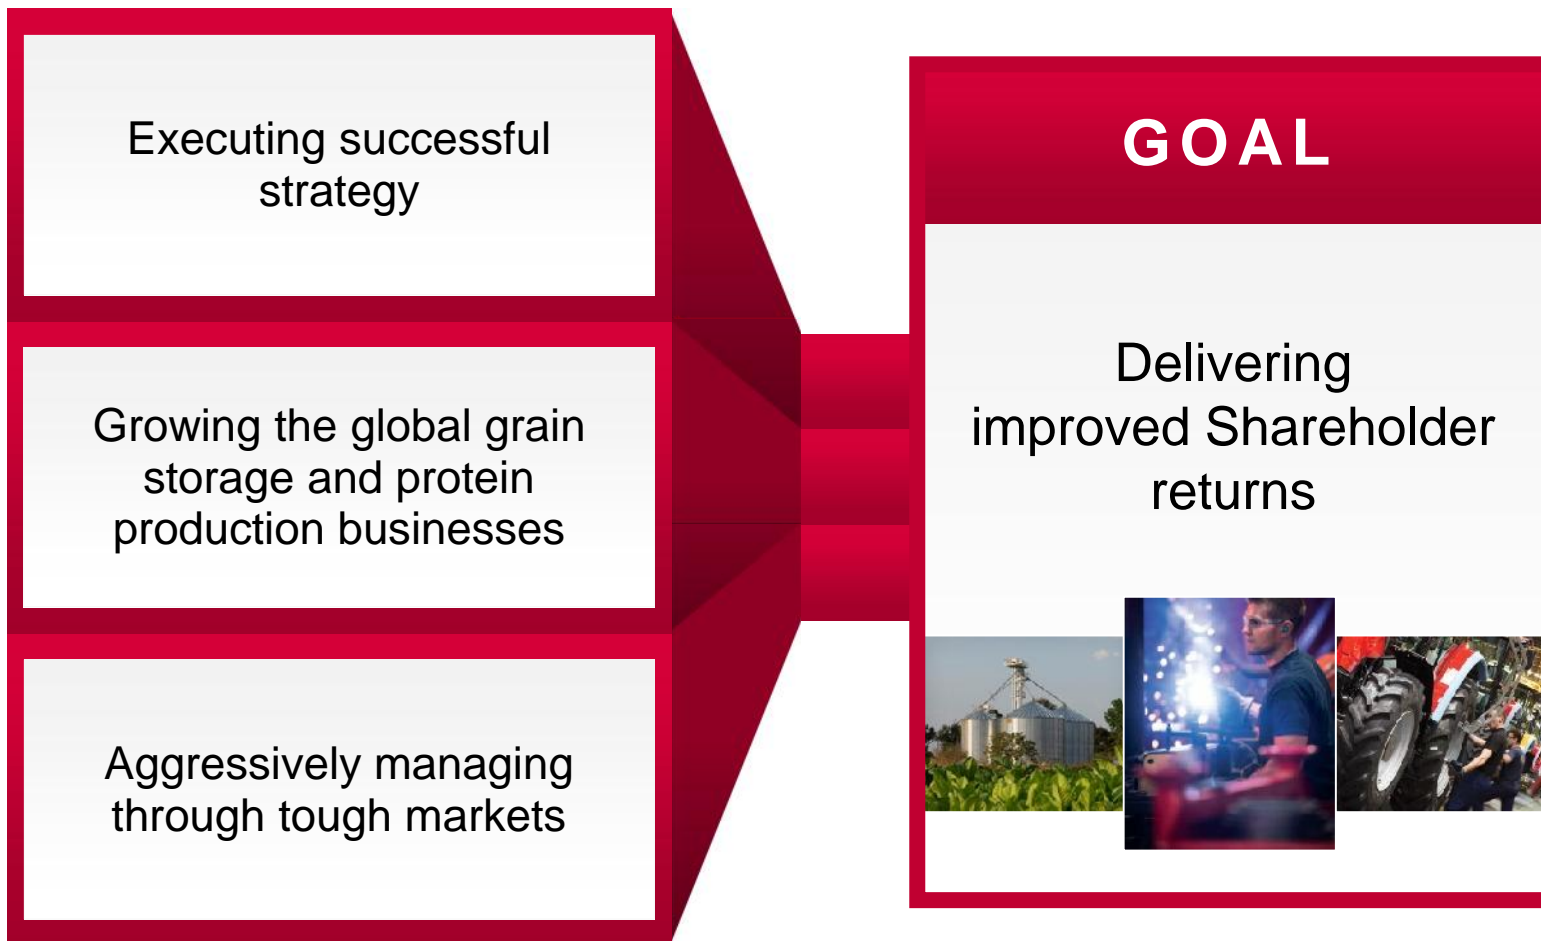 Executing successful
strategy
Growing the global grain
storage and protein
production businesses
Aggressively managing
through tough markets
GOAL
Delivering
improved Shareholder
returns